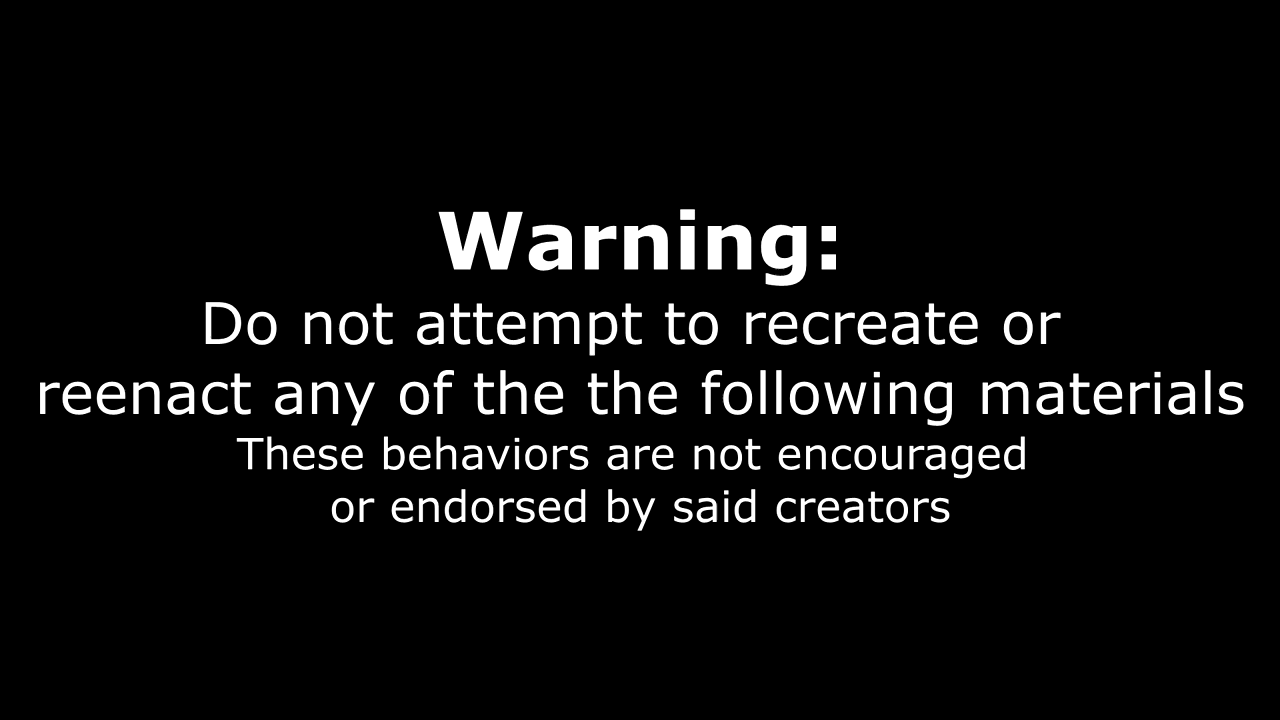 Warning:
Do not attempt to recreate or
reenact any of the the following materials
These behaviors are not encouraged
or endorsed by said creators